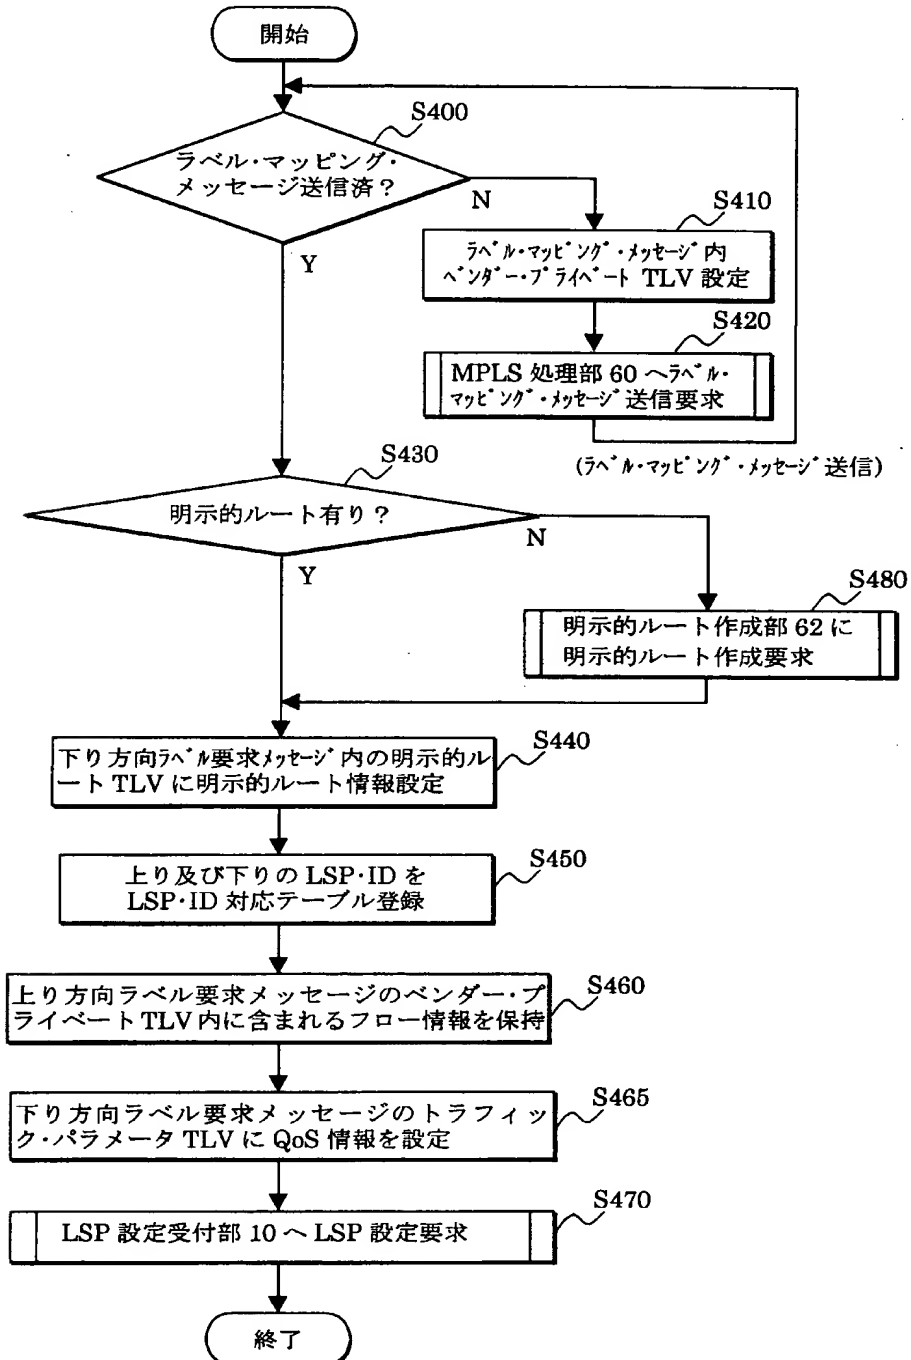 開始
S400
ラベル・マッピング・
メッセージ送信済？
N
Y
S410
ﾗﾍﾞﾙ･ﾏｯﾋﾟﾝｸﾞ･ﾒｯｾｰｼﾞ内
ﾍﾞﾝﾀﾞｰ･ﾌﾟﾗｲﾍﾞｰﾄ TLV 設定
S420
MPLS 処理部 60 へﾗﾍﾞﾙ･
ﾏｯﾋﾟﾝｸﾞ･ﾒｯｾｰｼﾞ送信要求
(ﾗﾍﾞﾙ･ﾏｯﾋﾟﾝｸﾞ･ﾒｯｾｰｼﾞ送信)
S430
明示的ルート有り？
N
Y
S480
明示的ルート作成部 62 に
明示的ルート作成要求
S440
下り方向ﾗﾍﾞﾙ要求ﾒｯｾｰｼﾞ内の明示的ル
ート TLV に明示的ルート情報設定
S450
上り及び下りの LSP･ID を
LSP･ID 対応テーブル登録
S460
上り方向ラベル要求メッセージのベンダー・プ
ライベート TLV 内に含まれるフロー情報を保持
S465
下り方向ラベル要求メッセージのトラフィッ
ク・パラメータ TLV に QoS 情報を設定
S470
LSP 設定受付部 10 へ LSP 設定要求
終了